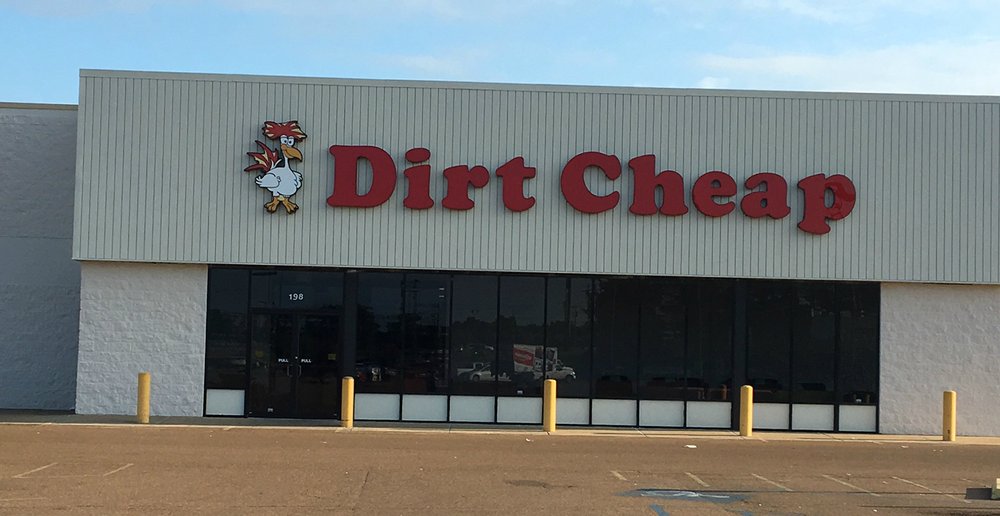 Dirt Cheap
198
PULL PULL